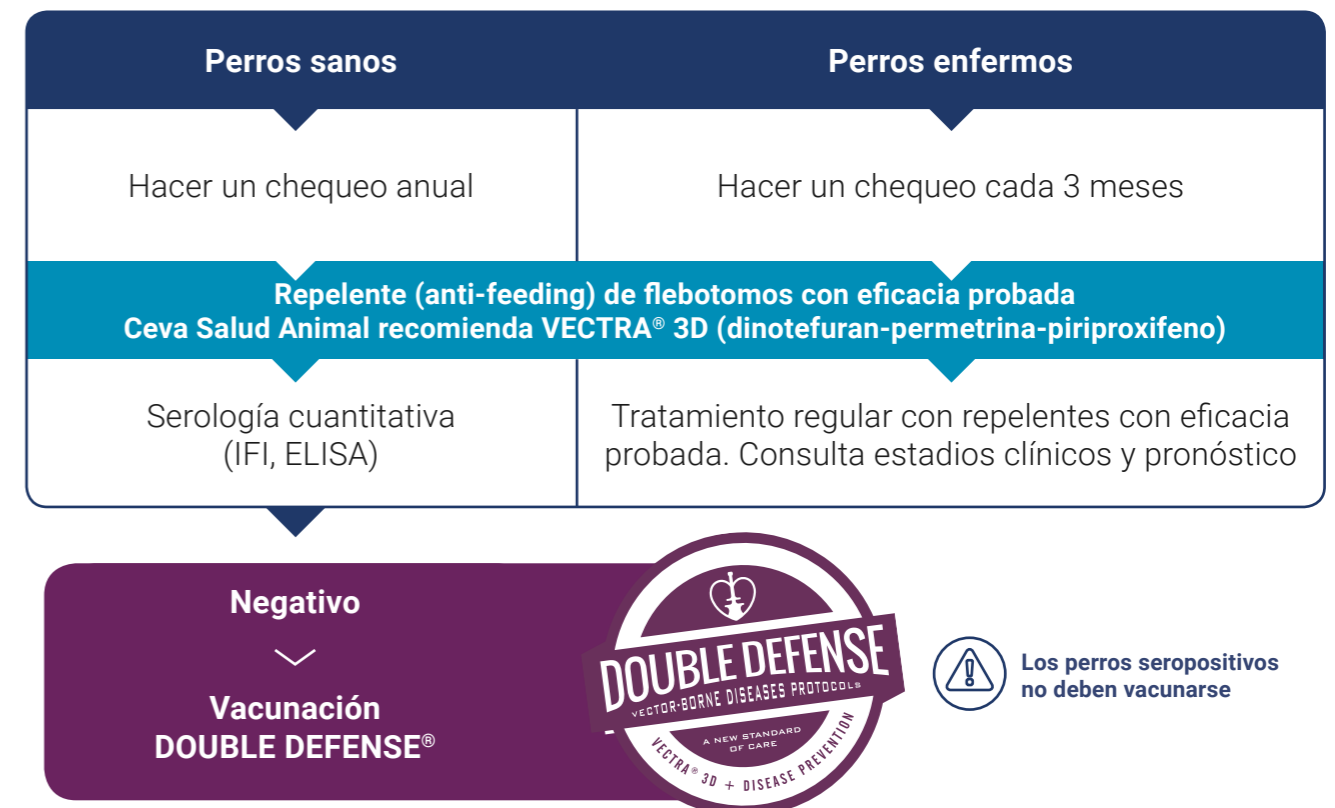 Perros sanos
Perros enfermos
Hacer un chequeo anual
Hacer un chequeo cada 3 meses
Repelente (anti-feeding) de flebotomos con eficacia probada
Ceva Salud Animal recomienda VECTRA® 3D (dinotefuran-permetrina-piriproxifeno)
Serología cuantitativa
(IFI, ELISA)
Tratamiento regular con repelentes con eficacia
probada. Consulta estadios clínicos y pronóstico
Negativo
Vacunación
DOUBLE DEFENSE®
DOUBLE DEFENSE
VECTOR-BORNE DISEASES PROTOCOLS
A NEW STANDARD
OF CARE
VECTRA® 3D + DISEASE PREVENTION
Los perros seropositivos
no deben vacunarse